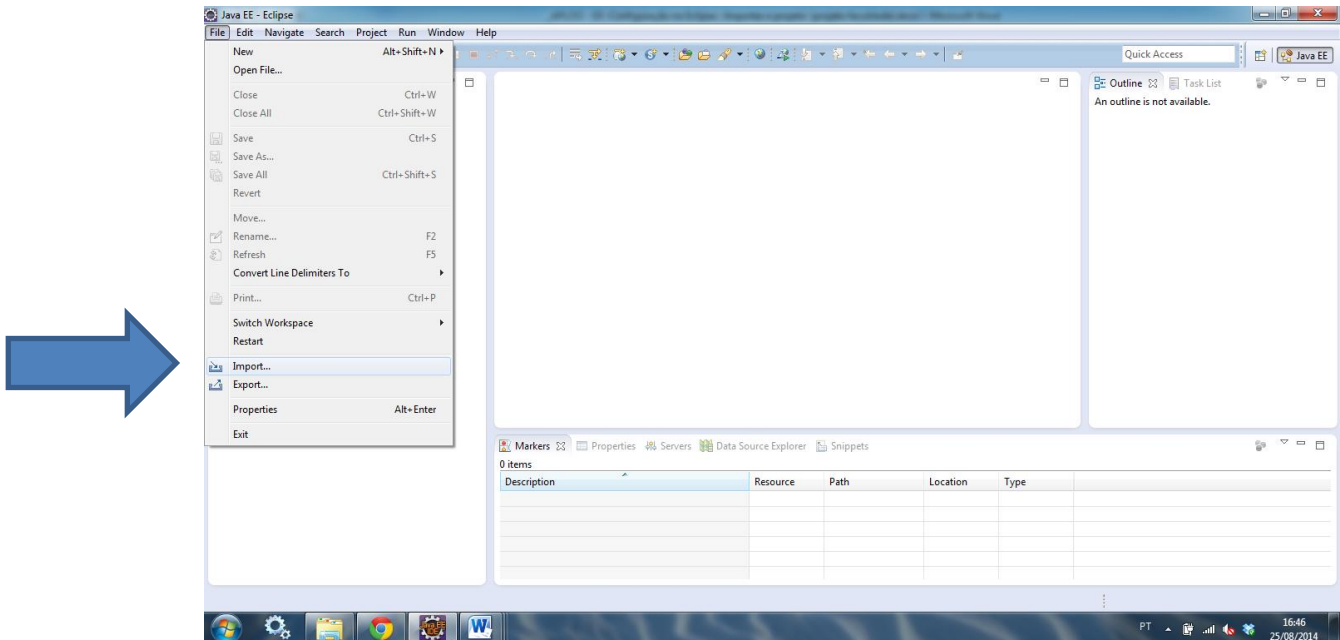 Java EE - Eclipse
File Edit Navigate Search Project Run Window Help
New Alt+Shift+N
Open File...
Close Ctrl+W
Close All Ctrl+Shift+W
Save Ctrl+S
Save As...
Save All Ctrl+Shift+S
Revert
Move...
Rename... F2
Refresh F5
Convert Line Delimiters To
Print... Ctrl+P
Switch Workspace
Restart
Import...
Export...
Properties Alt+Enter
Exit
Quick Access
Java EE
Outline Task List
An outline is not available.
Markers Properties Servers Data Source Explorer Snippets
0 items
Description Resource Path Location Type
PT
16:46
25/08/2014